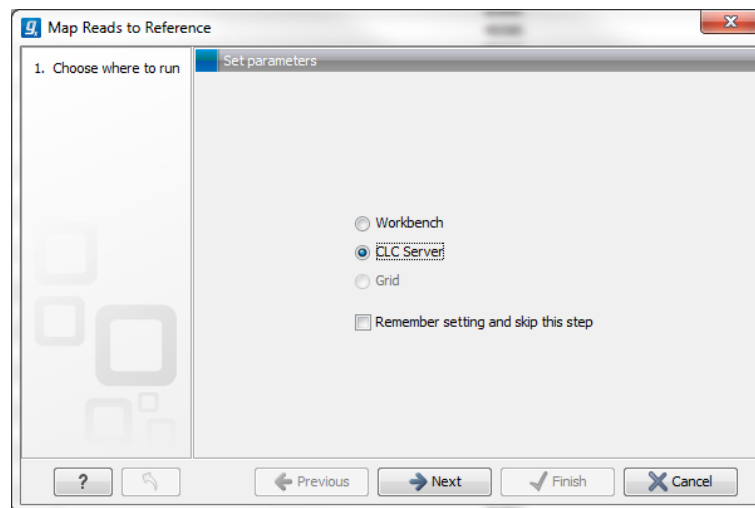 Map Reads to Reference
1. Choose where to run
Set parameters
Workbench
CLC Server
Grid
Remember setting and skip this step
?
Previous
Next
Finish
Cancel